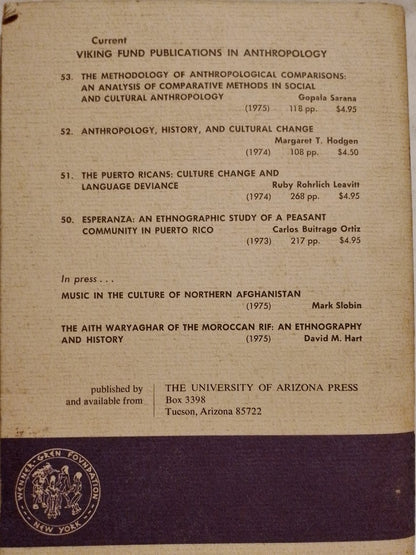 Current
VIKING FUND PUBLICATIONS IN ANTHROPOLOGY
53. THE METHODOLOGY OF ANTHROPOLOGICAL COMPARISONS:
AN ANALYSIS OF COMPARATIVE METHODS IN SOCIAL
AND CULTURAL ANTHROPOLOGY Gopala Sarana
(1975) 118 pp. $4.95
52. ANTHROPOLOGY, HISTORY, AND CULTURAL CHANGE
Margaret T. Hodgen
(1974) 108 pp. $4.50
51. THE PUERTO RICANS: CULTURE CHANGE AND
LANGUAGE DEVIANCE Ruby Rohrlich Leavitt
(1974) 268 pp. $4.95
50. ESPERANZA: AN ETHNOGRAPHIC STUDY OF A PEASANT
COMMUNITY IN PUERTO RICO Carlos Buitrago Ortiz
(1973) 217 pp. $4.95
In press . . .
MUSIC IN THE CULTURE OF NORTHERN AFGHANISTAN
(1975) Mark Slobin
THE AITH WARYAGHAR OF THE MOROCCAN RIF: AN ETHNOGRAPHY
AND HISTORY (1975) David M. Hart
published by THE UNIVERSITY OF ARIZONA PRESS
and available from Box 3398
Tucson, Arizona 85722
WENNER-GREN FOUNDATION
NEW YORK